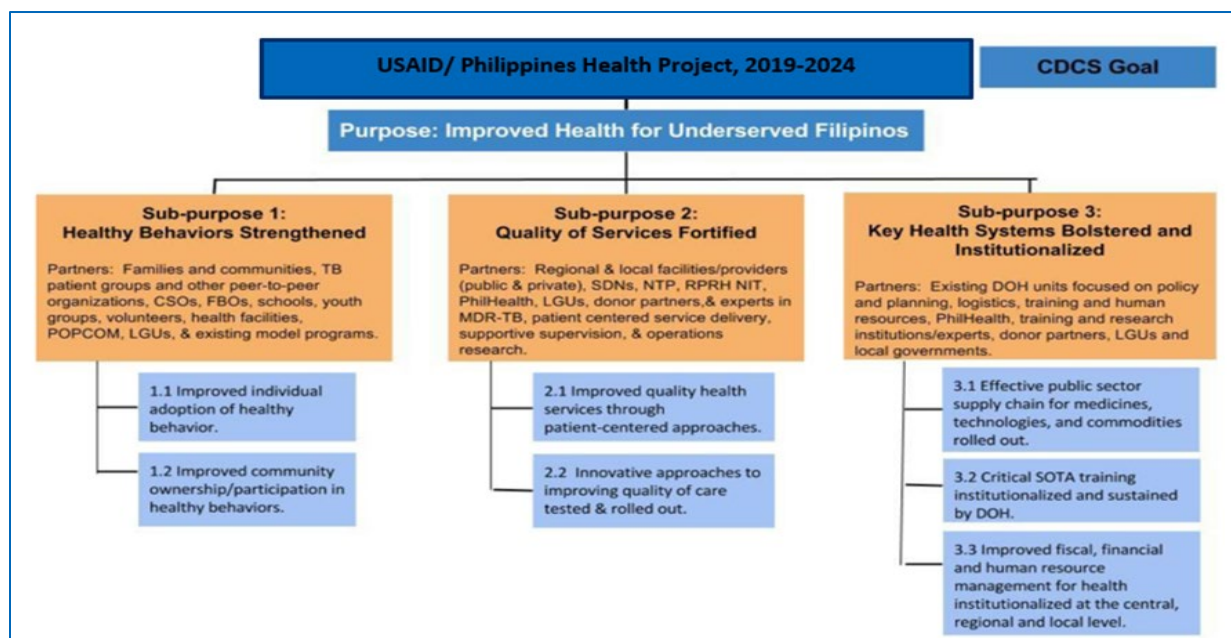 USAID/ Philippines Health Project, 2019-2024
CDCS Goal
Purpose: Improved Health for Underserved Filipinos
Sub-purpose 1:
Healthy Behaviors Strengthened
Partners: Families and communities, TB
patient groups and other peer-to-peer
organizations, CSOs, FBOs, schools, youth
groups, volunteers, health facilities,
POPCOM, LGUs, & existing model programs.
1.1 Improved individual
adoption of healthy
behavior.
1.2 Improved community
ownership/participation in
healthy behaviors.
Sub-purpose 2:
Quality of Services Fortified
Partners: Regional & local facilities/providers
(public & private), SDNs, NTP, RPRH NIT,
PhilHealth, LGUs, donor partners,& experts in
MDR-TB, patient centered service delivery,
supportive supervision, & operations
research.
2.1 Improved quality health
services through
patient-centered approaches.
2.2 Innovative approaches to
improving quality of care
tested & rolled out.
Sub-purpose 3:
Key Health Systems Bolstered and
Institutionalized
Partners: Existing DOH units focused on policy
and planning, logistics, training and human
resources, PhilHealth, training and research
institutions/experts, donor partners, LGUs and
local governments.
3.1 Effective public sector
supply chain for medicines,
technologies, and commodities
rolled out.
3.2 Critical SOTA training
institutionalized and sustained
by DOH.
3.3 Improved fiscal, financial
and human resource
management for health
institutionalized at the central,
regional and local level.